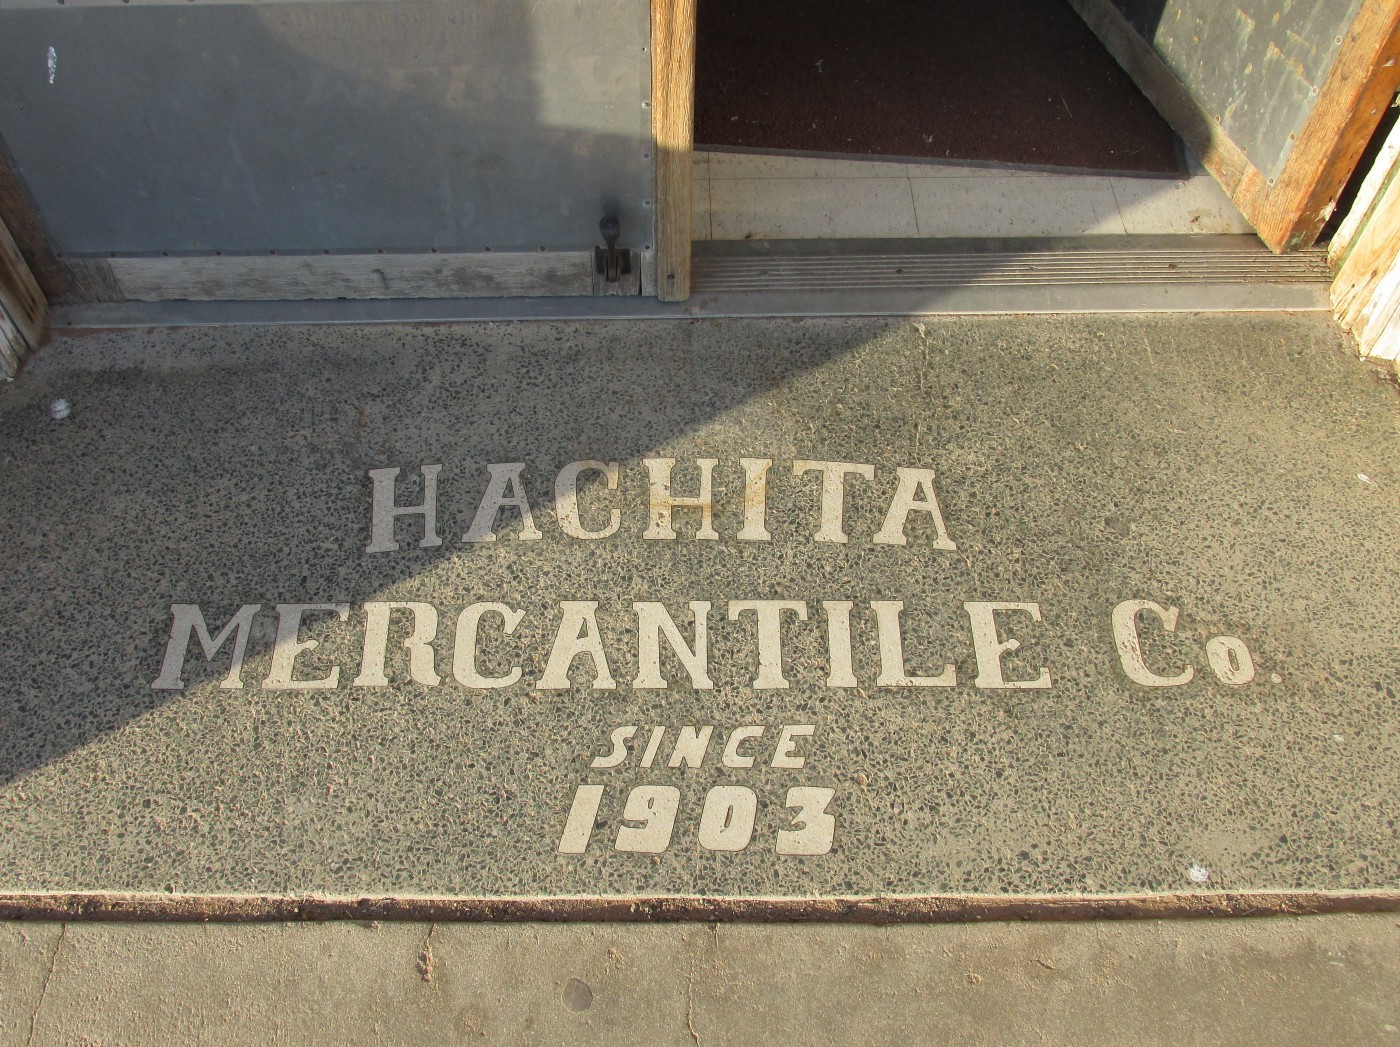 HACHITA
MERCANTILE Co.
SINCE
1903